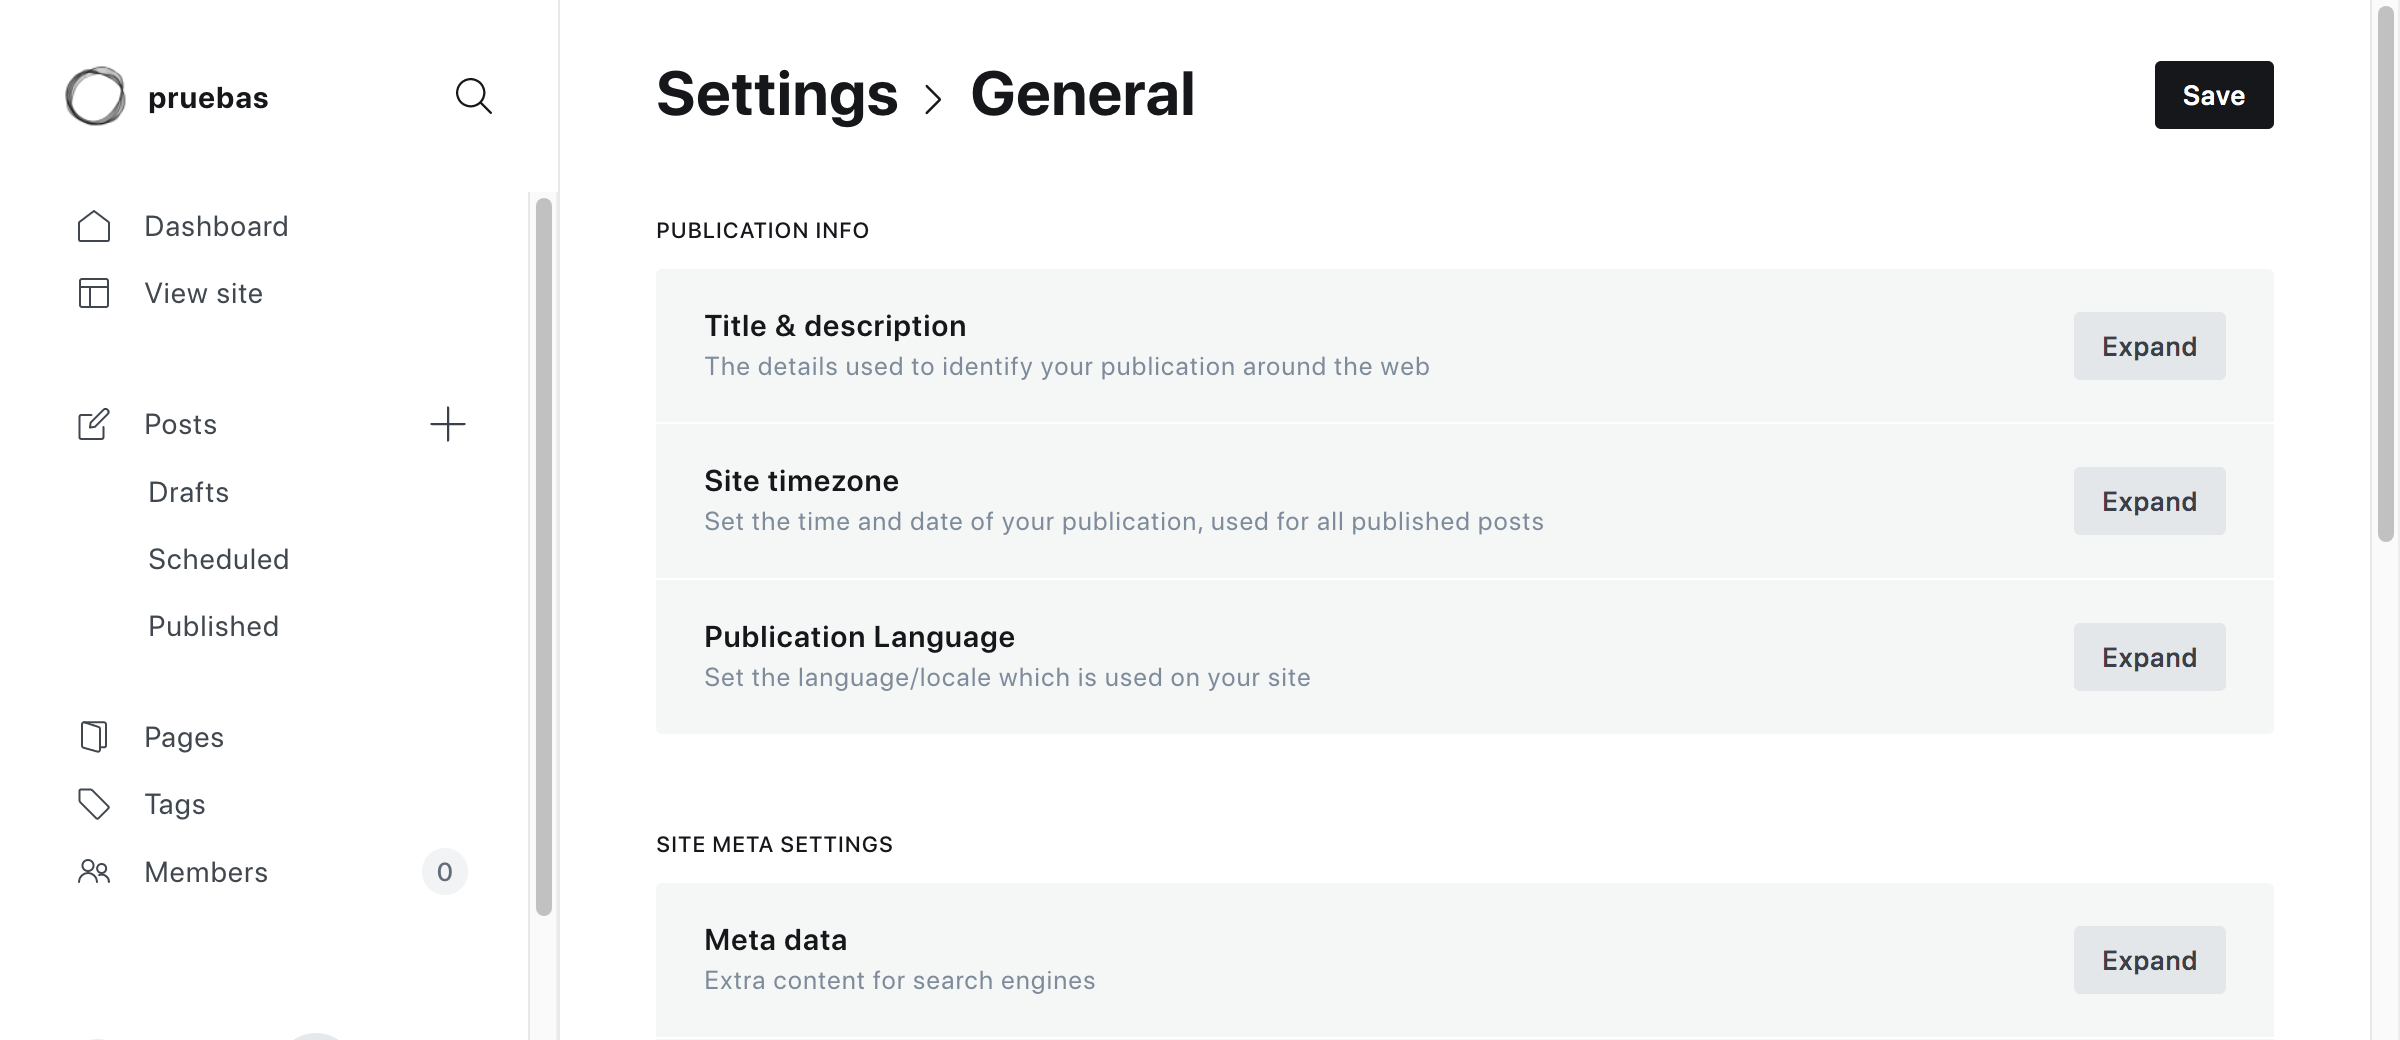 pruebas
Dashboard
View site
Posts
Drafts
Scheduled
Published
Pages
Tags
Members 0
Settings > General
Save
PUBLICATION INFO
Title & description
The details used to identify your publication around the web
Expand
Site timezone
Set the time and date of your publication, used for all published posts
Expand
Publication Language
Set the language/locale which is used on your site
Expand
SITE META SETTINGS
Meta data
Extra content for search engines
Expand